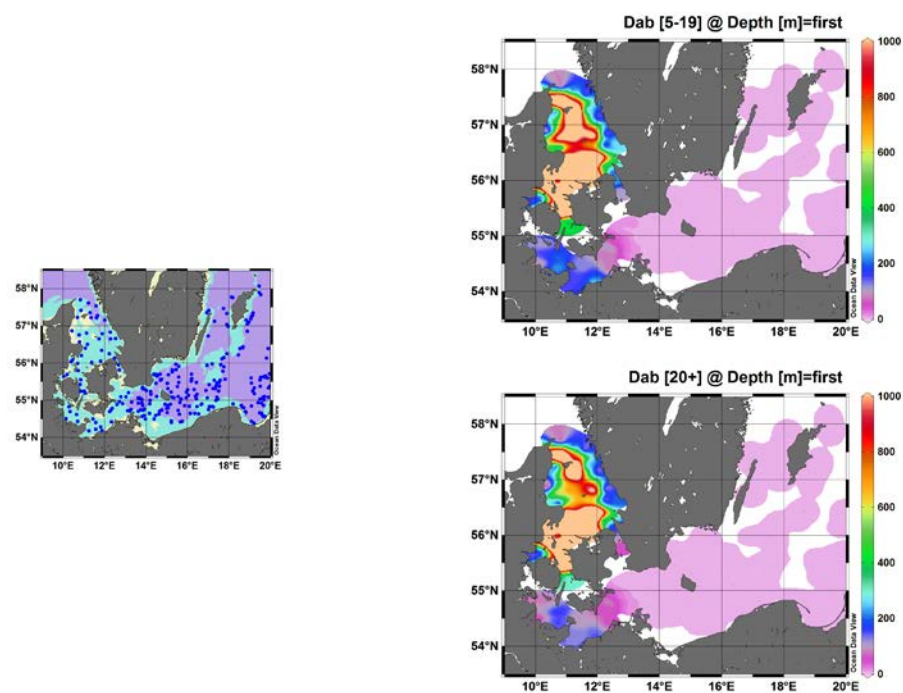 Dab [5-19] @ Depth [m]=first
58°N
57°N
56°N
55°N
54°N
10°E 12°E 14°E 16°E 18°E 20°E
1000
800
600
400
200
0
Ocean Data View
58°N
57°N
56°N
55°N
54°N
10°E 12°E 14°E 16°E 18°E 20°E
Ocean Data View
Dab [20+] @ Depth [m]=first
58°N
57°N
56°N
55°N
54°N
10°E 12°E 14°E 16°E 18°E 20°E
1000
800
600
400
200
0
Ocean Data View